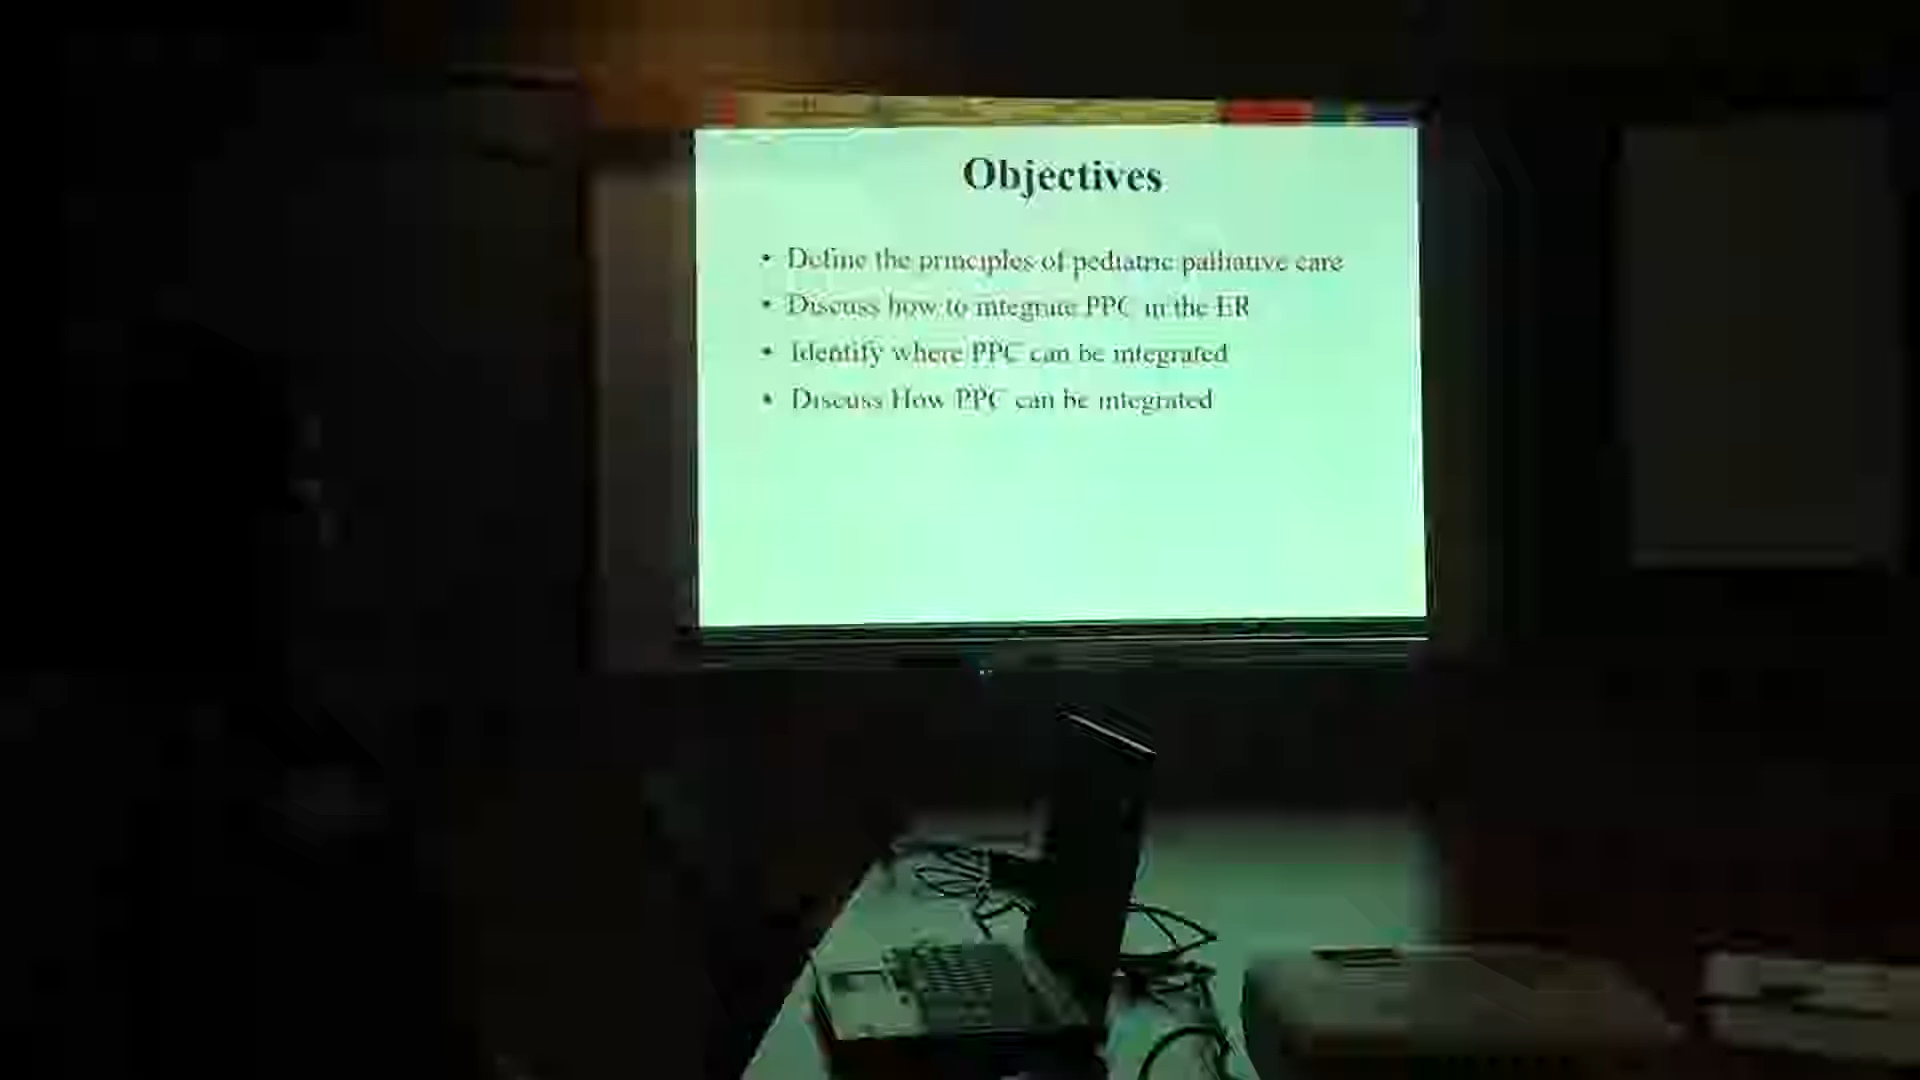 Objectives
• Define the principles of pediatric palliative care
• Discuss how to integrate PPC in the ER
• Identify where PPC can be integrated
• Discuss How PPC can be integrated